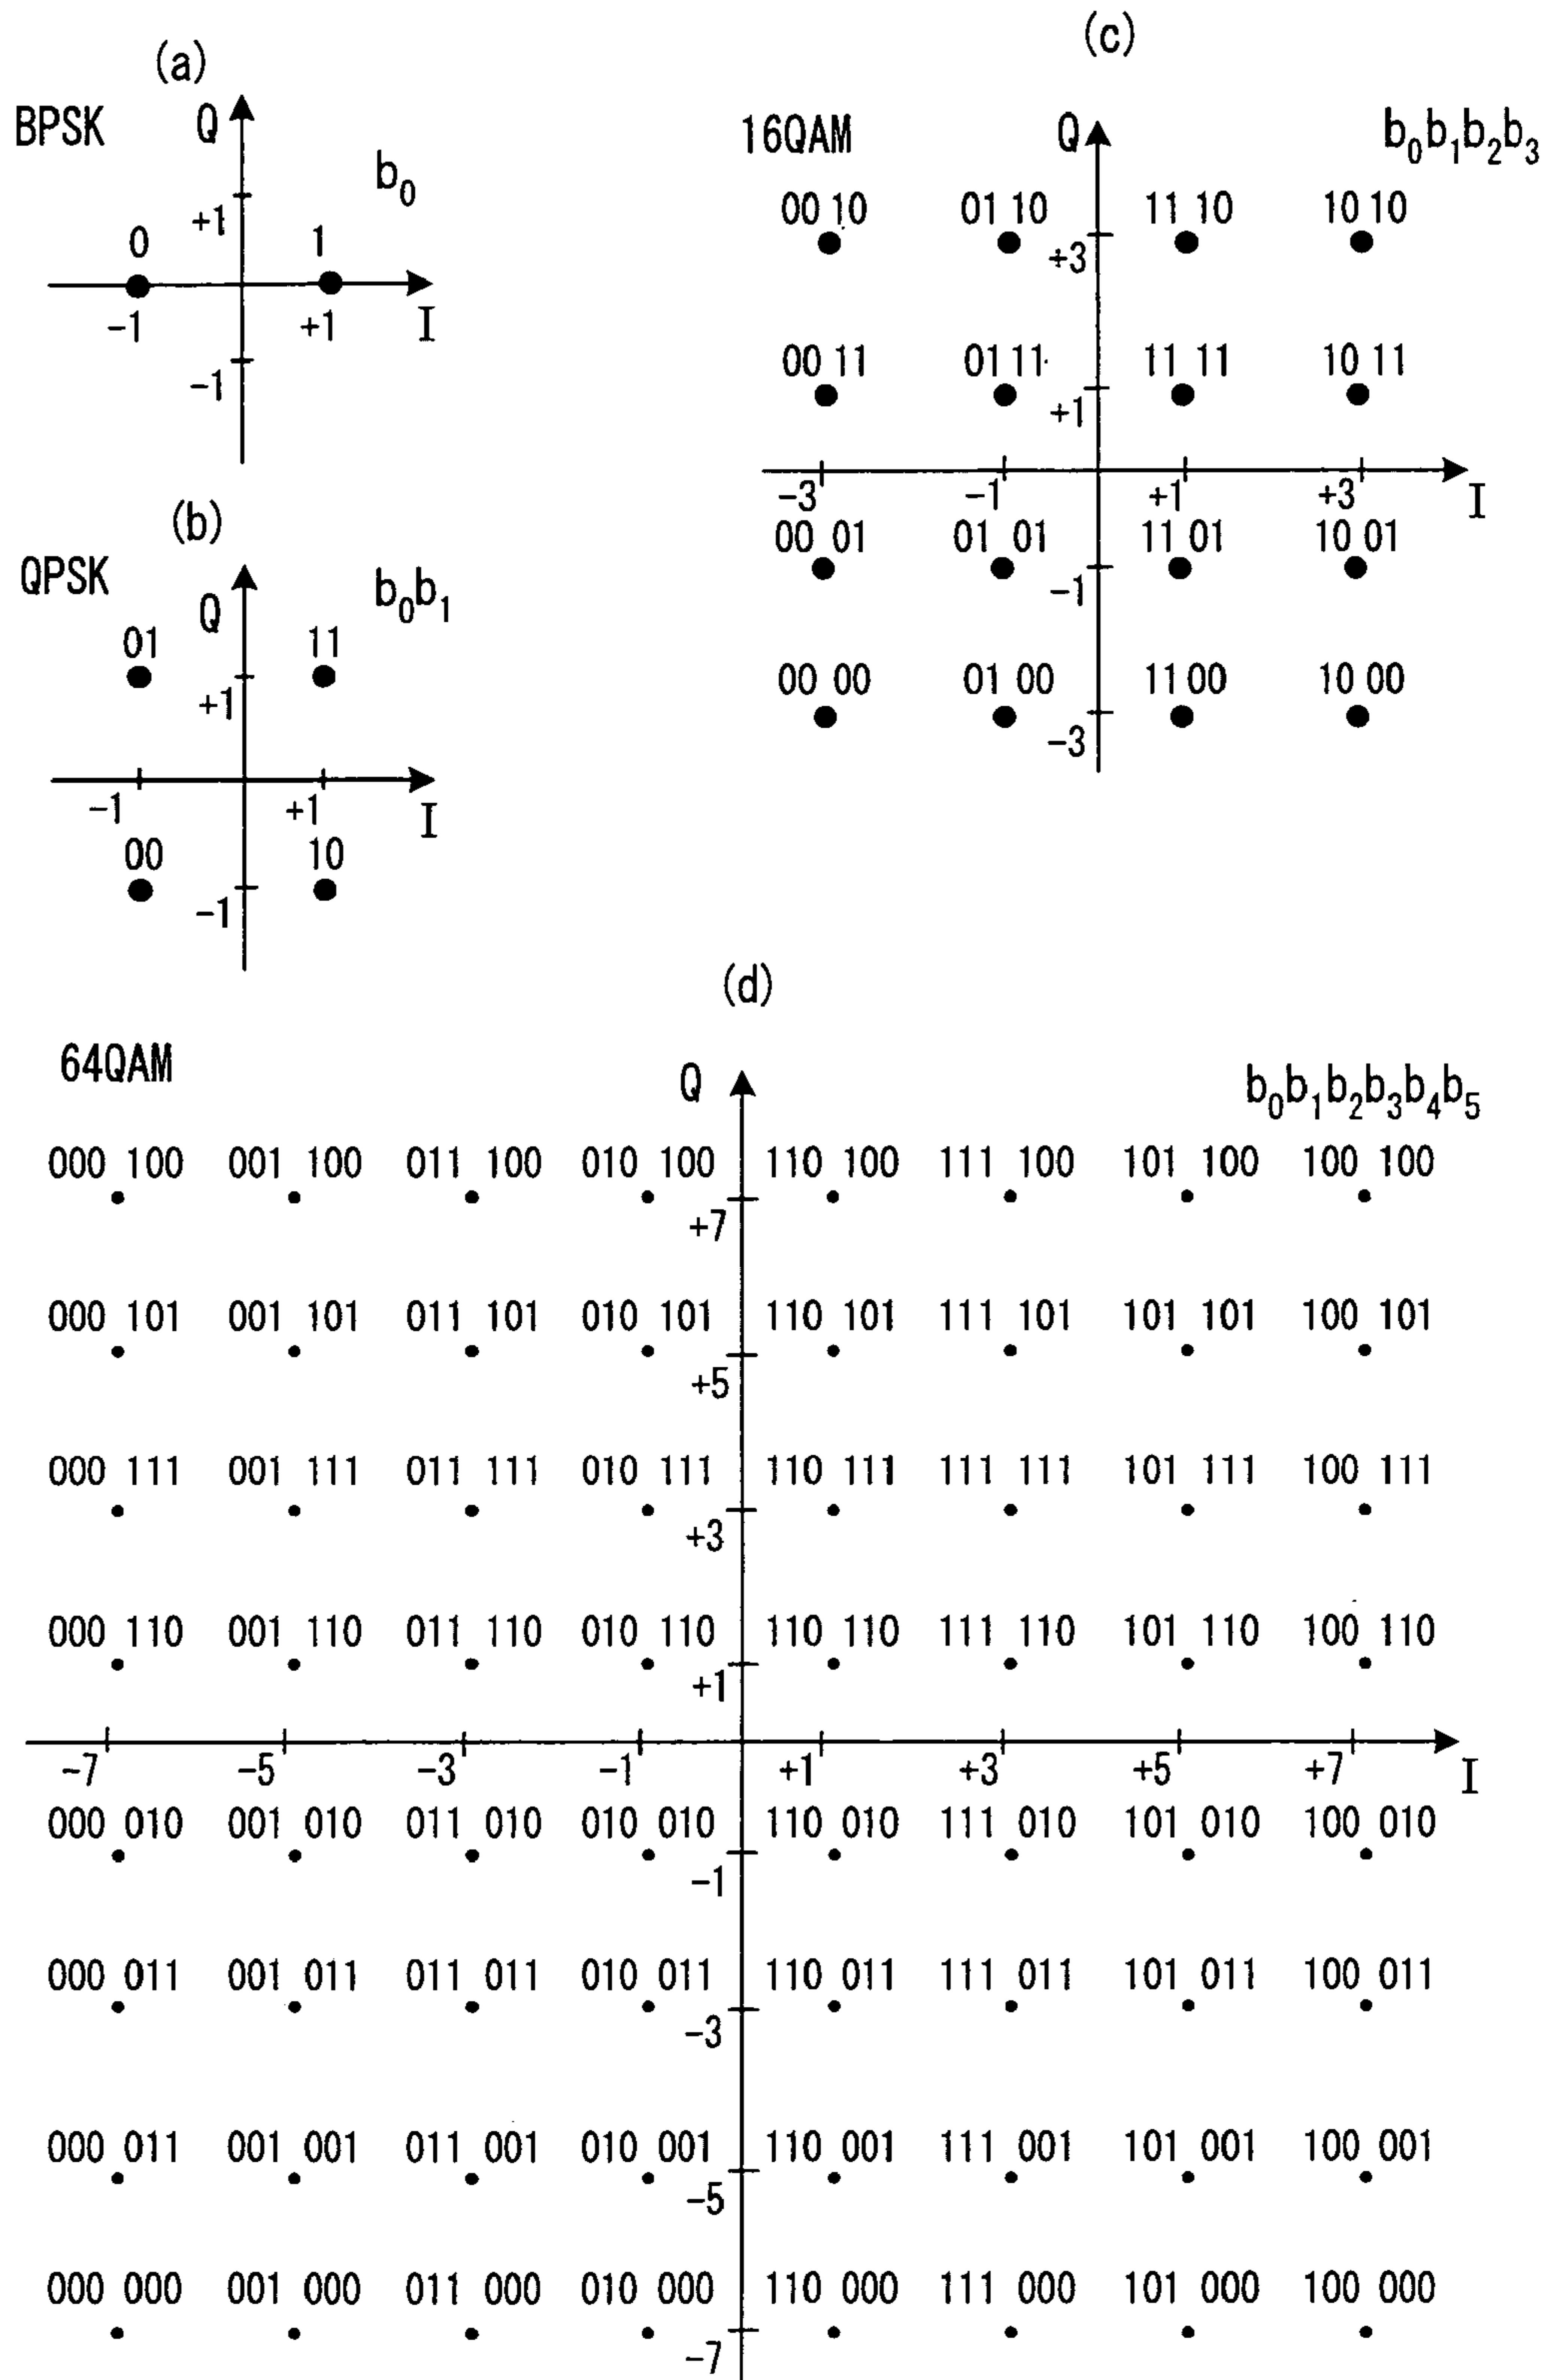 (a)
BPSK
Q
b0
+1
0
1
-1
+1
I
-1
(b)
QPSK
Q
b0b1
01
11
+1
-1
+1
I
00
10
-1
(c)
16QAM
Q
b0b1b2b3
00 10 01 10 11 10 10 10
+3
00 11 01 11 11 11 10 11
+1
-3 -1 +1 +3 I
00 01 01 01 11 01 10 01
-1
00 00 01 00 11 00 10 00
-3
(d)
64QAM
Q
b0b1b2b3b4b5
000 100 001 100 011 100 010 100 110 100 111 100 101 100 100 100
+7
000 101 001 101 011 101 010 101 110 101 111 101 101 101 100 101
+5
000 111 001 111 011 111 010 111 110 111 111 111 101 111 100 111
+3
000 110 001 110 011 110 010 110 110 110 111 110 101 110 100 110
+1
-7 -5 -3 -1 +1 +3 +5 +7 I
000 010 001 010 011 010 010 010 110 010 111 010 101 010 100 010
-1
000 011 001 011 011 011 010 011 110 011 111 011 101 011 100 011
-3
000 011 001 001 011 001 010 001 110 001 111 001 101 001 100 001
-5
000 000 001 000 011 000 010 000 110 000 111 000 101 000 100 000
-7